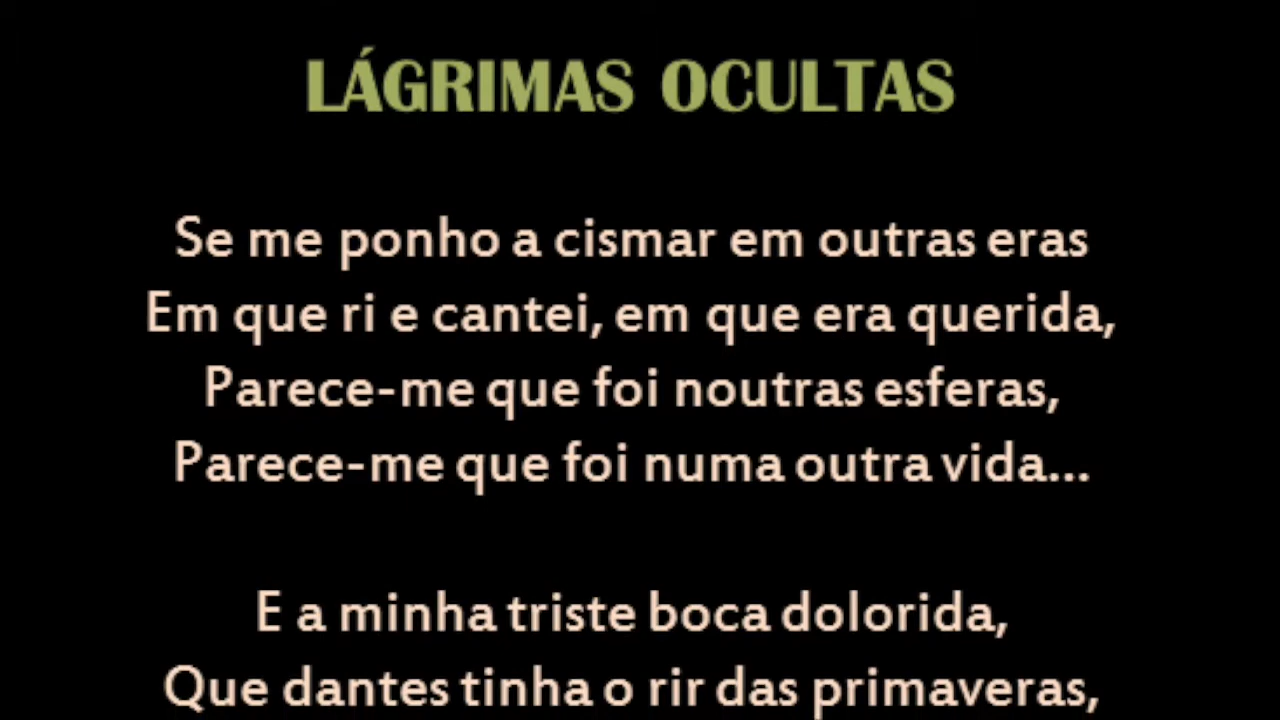 LÁGRIMAS OCULTAS
Se me ponho a cismar em outras eras
Em que ri e cantei, em que era querida,
Parece-me que foi noutras esferas,
Parece-me que foi numa outra vida...
E a minha triste boca dolorida,
Que dantes tinha o rir das primaveras,